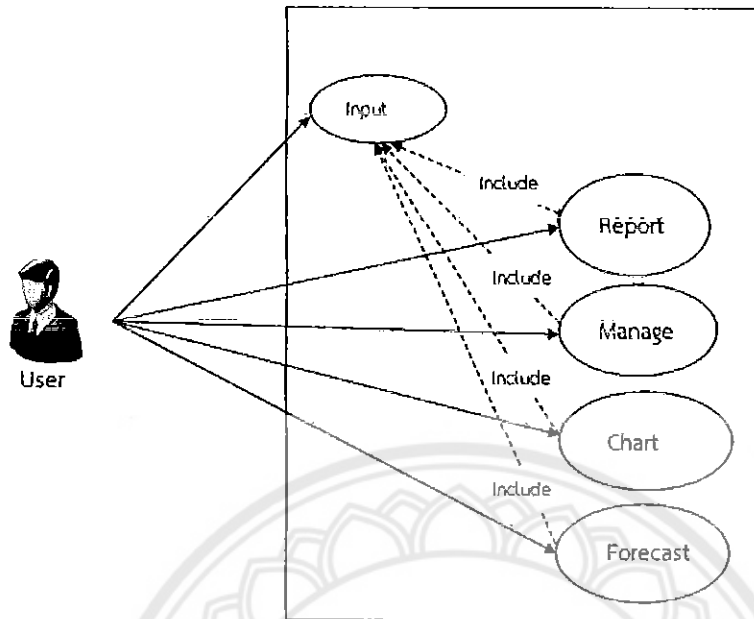 Input
Include
Report
Include
Manage
User
Include
Chart
Include
Forecast